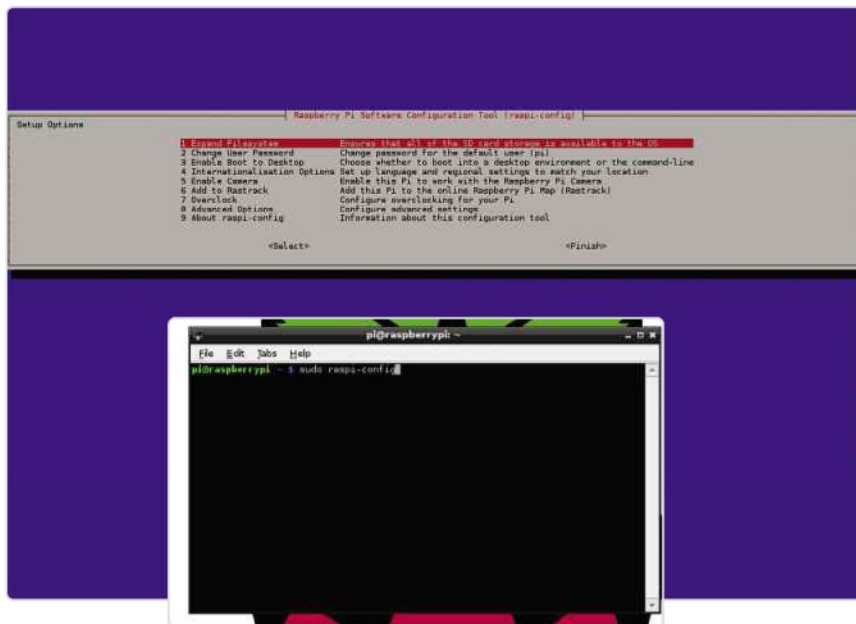 Raspberry Pi Software Configuration Tool (raspi-config)
Setup Options
1 Expand Filesystem Ensures that all of the SD card storage is available to the OS
2 Change User Password Change password for the default user (pi)
3 Enable Boot to Desktop Choose whether to boot into a desktop environment or the command-line
4 Internationalisation Options Set up language and regional settings to match your location
5 Enable Camera Enable this Pi to work with the Raspberry Pi Camera
6 Add to Rastrack Add this Pi to the online Raspberry Pi Map (Rastrack)
7 Overclock Configure overclocking for your Pi
8 Advanced Options Configure advanced settings
9 About raspi-config Information about this configuration tool
<Select> <Finish>
pi@raspberrypi: ~
File Edit Tabs Help
pi@raspberrypi ~ $ sudo raspi-config